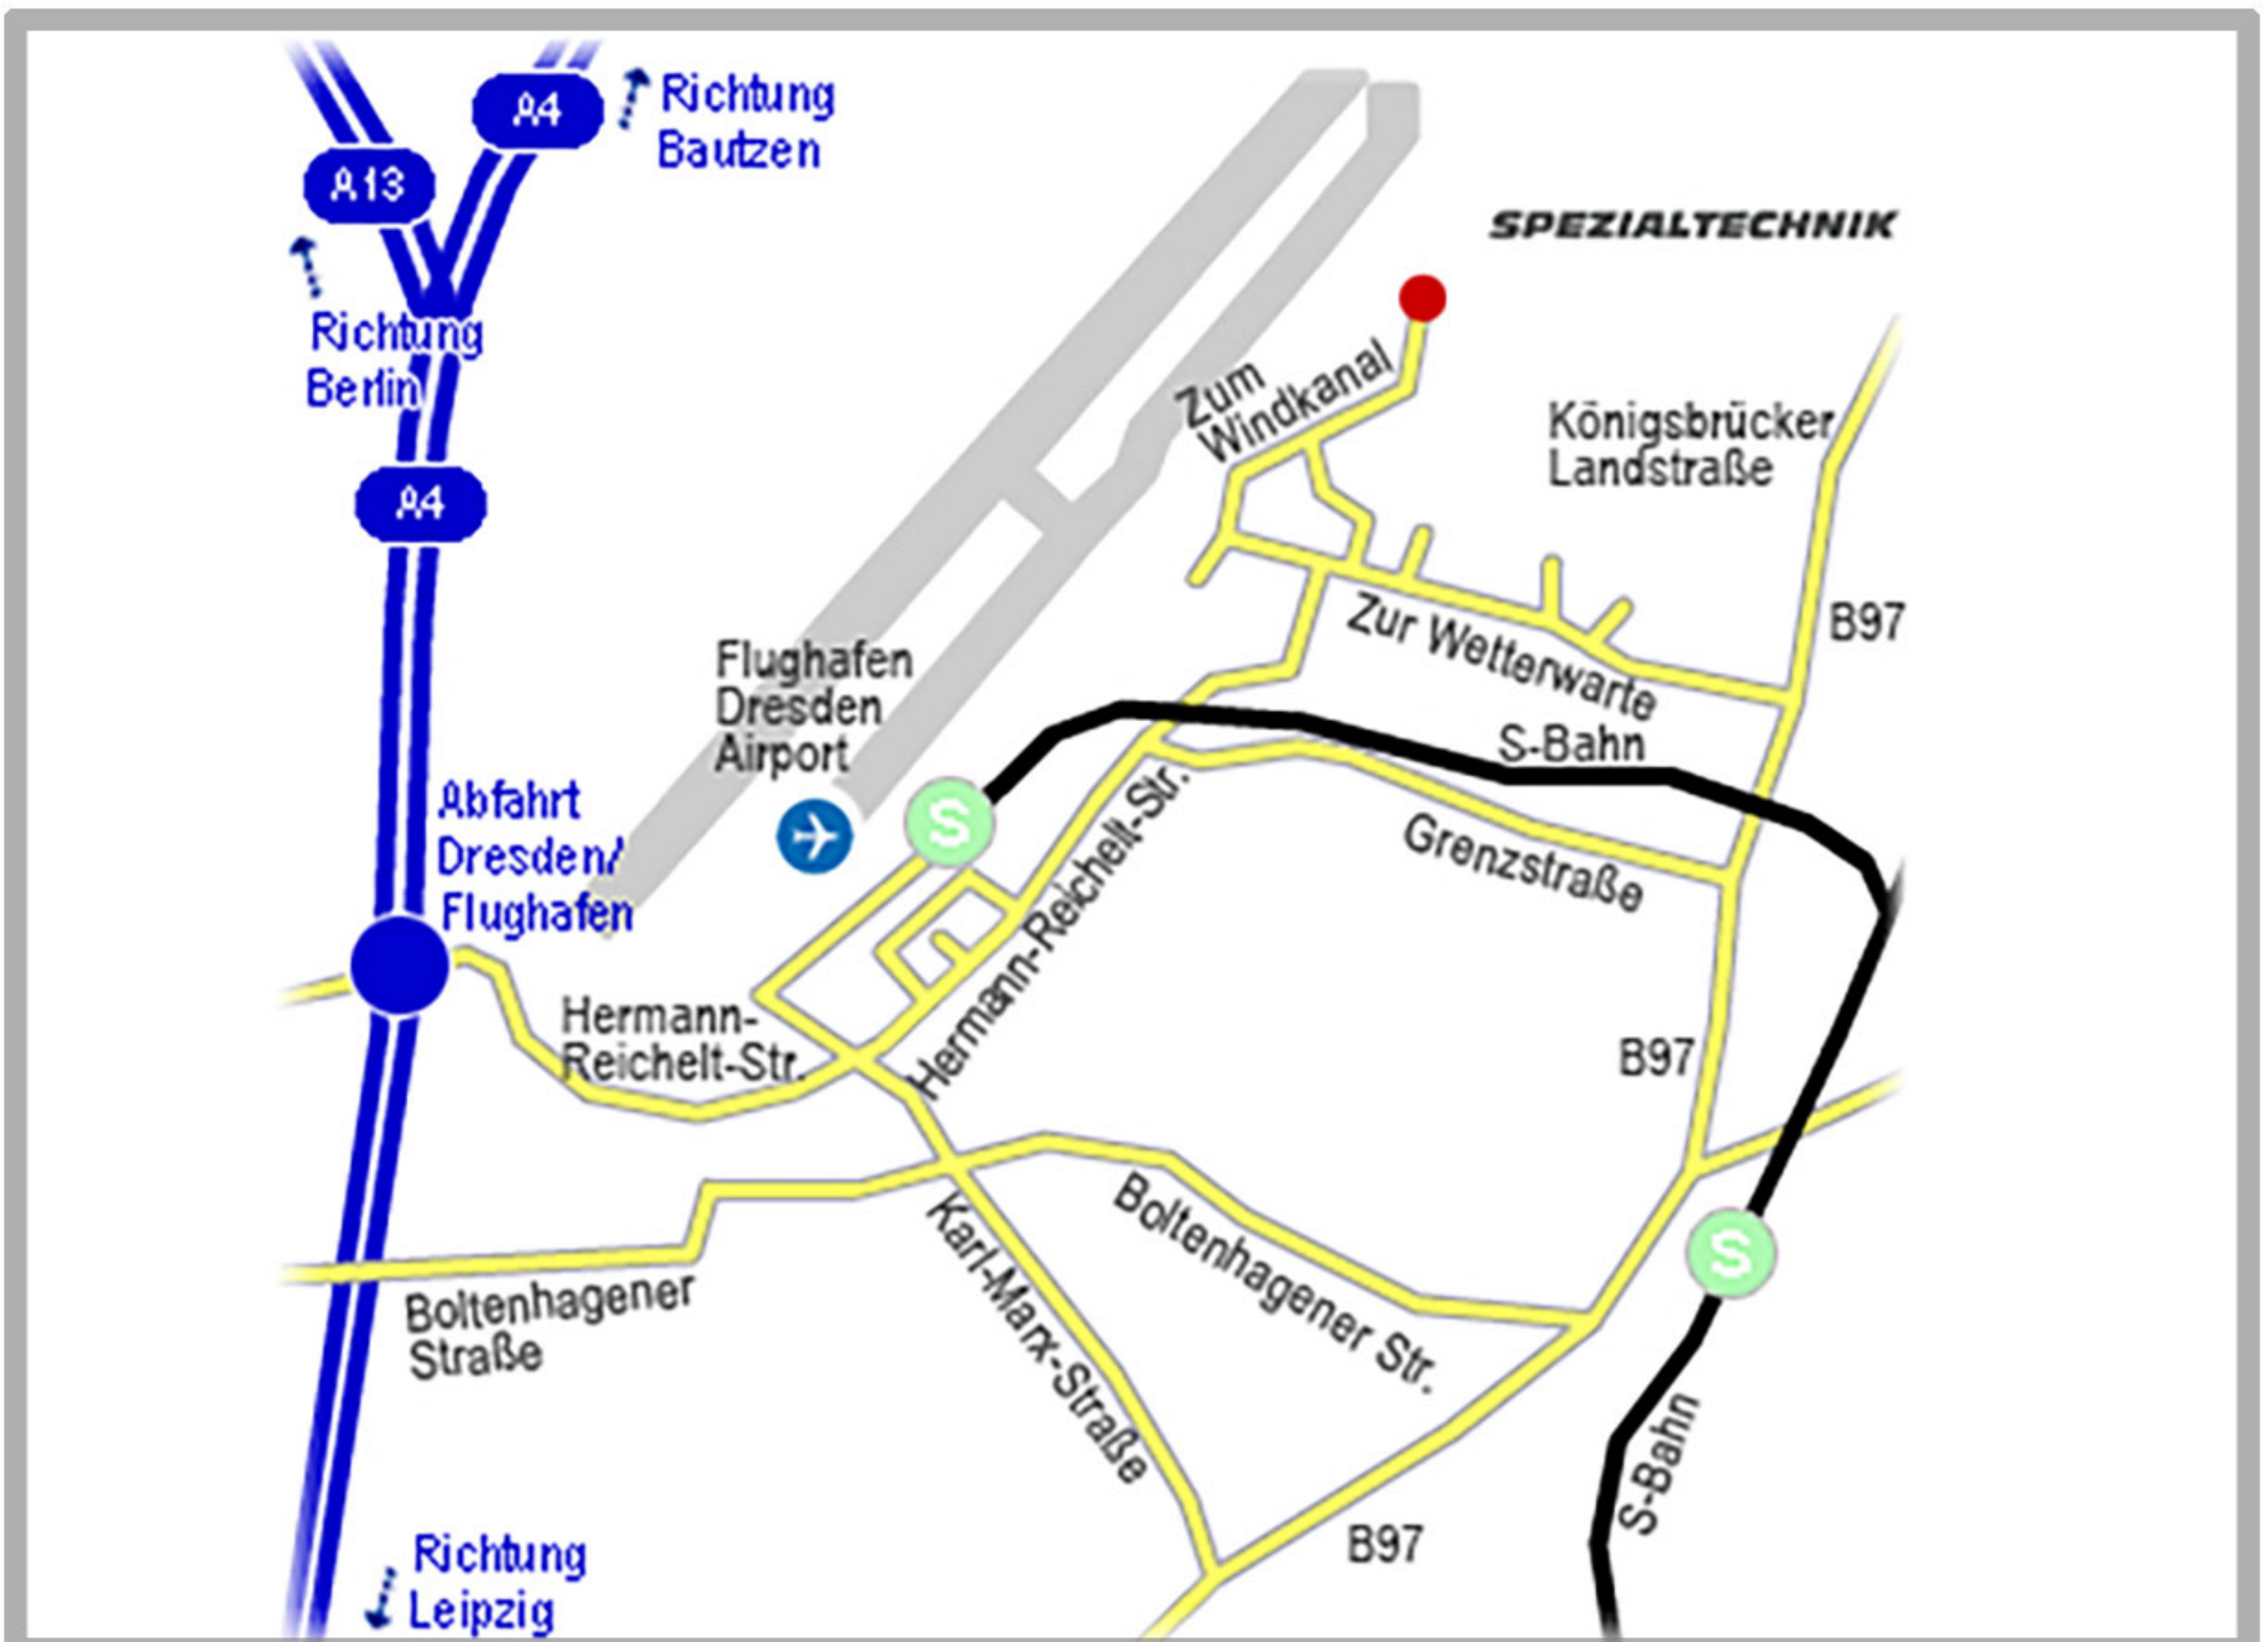 A4
Richtung
Bautzen
A13
SPEZIALTECHNIK
Richtung
Berlin
Zum
Windkanal
Königsbrücker
Landstraße
A4
B97
Zur Wetterwarte
Flughafen
Dresden
Airport
S-Bahn
Abfahrt
Dresden/
Flughafen
S
Hermann-Reichelt-Str.
Grenzstraße
Hermann-
Reichelt-Str.
B97
Boltenhagener Str.
Karl-Marx-Straße
S
Boltenhagener
Straße
S-Bahn
B97
Richtung
Leipzig